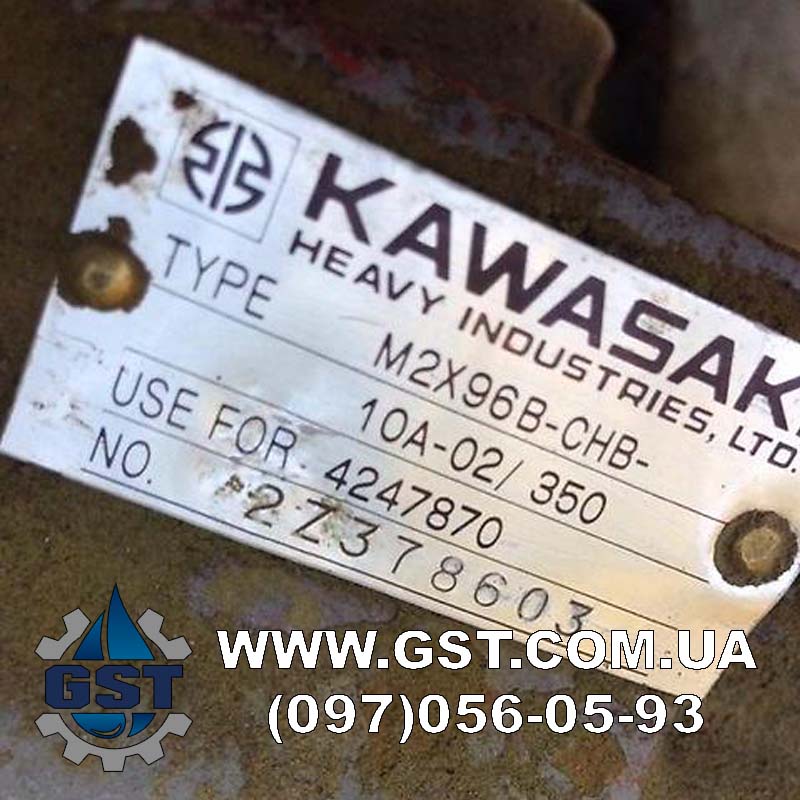 KAWASAKI
HEAVY INDUSTRIES, LTD.
TYPE M2X96B-CHB-
10A-02/350
USE FOR 4247870
NO. 2Z378603
GST
WWW.GST.COM.UA
(097)056-05-93